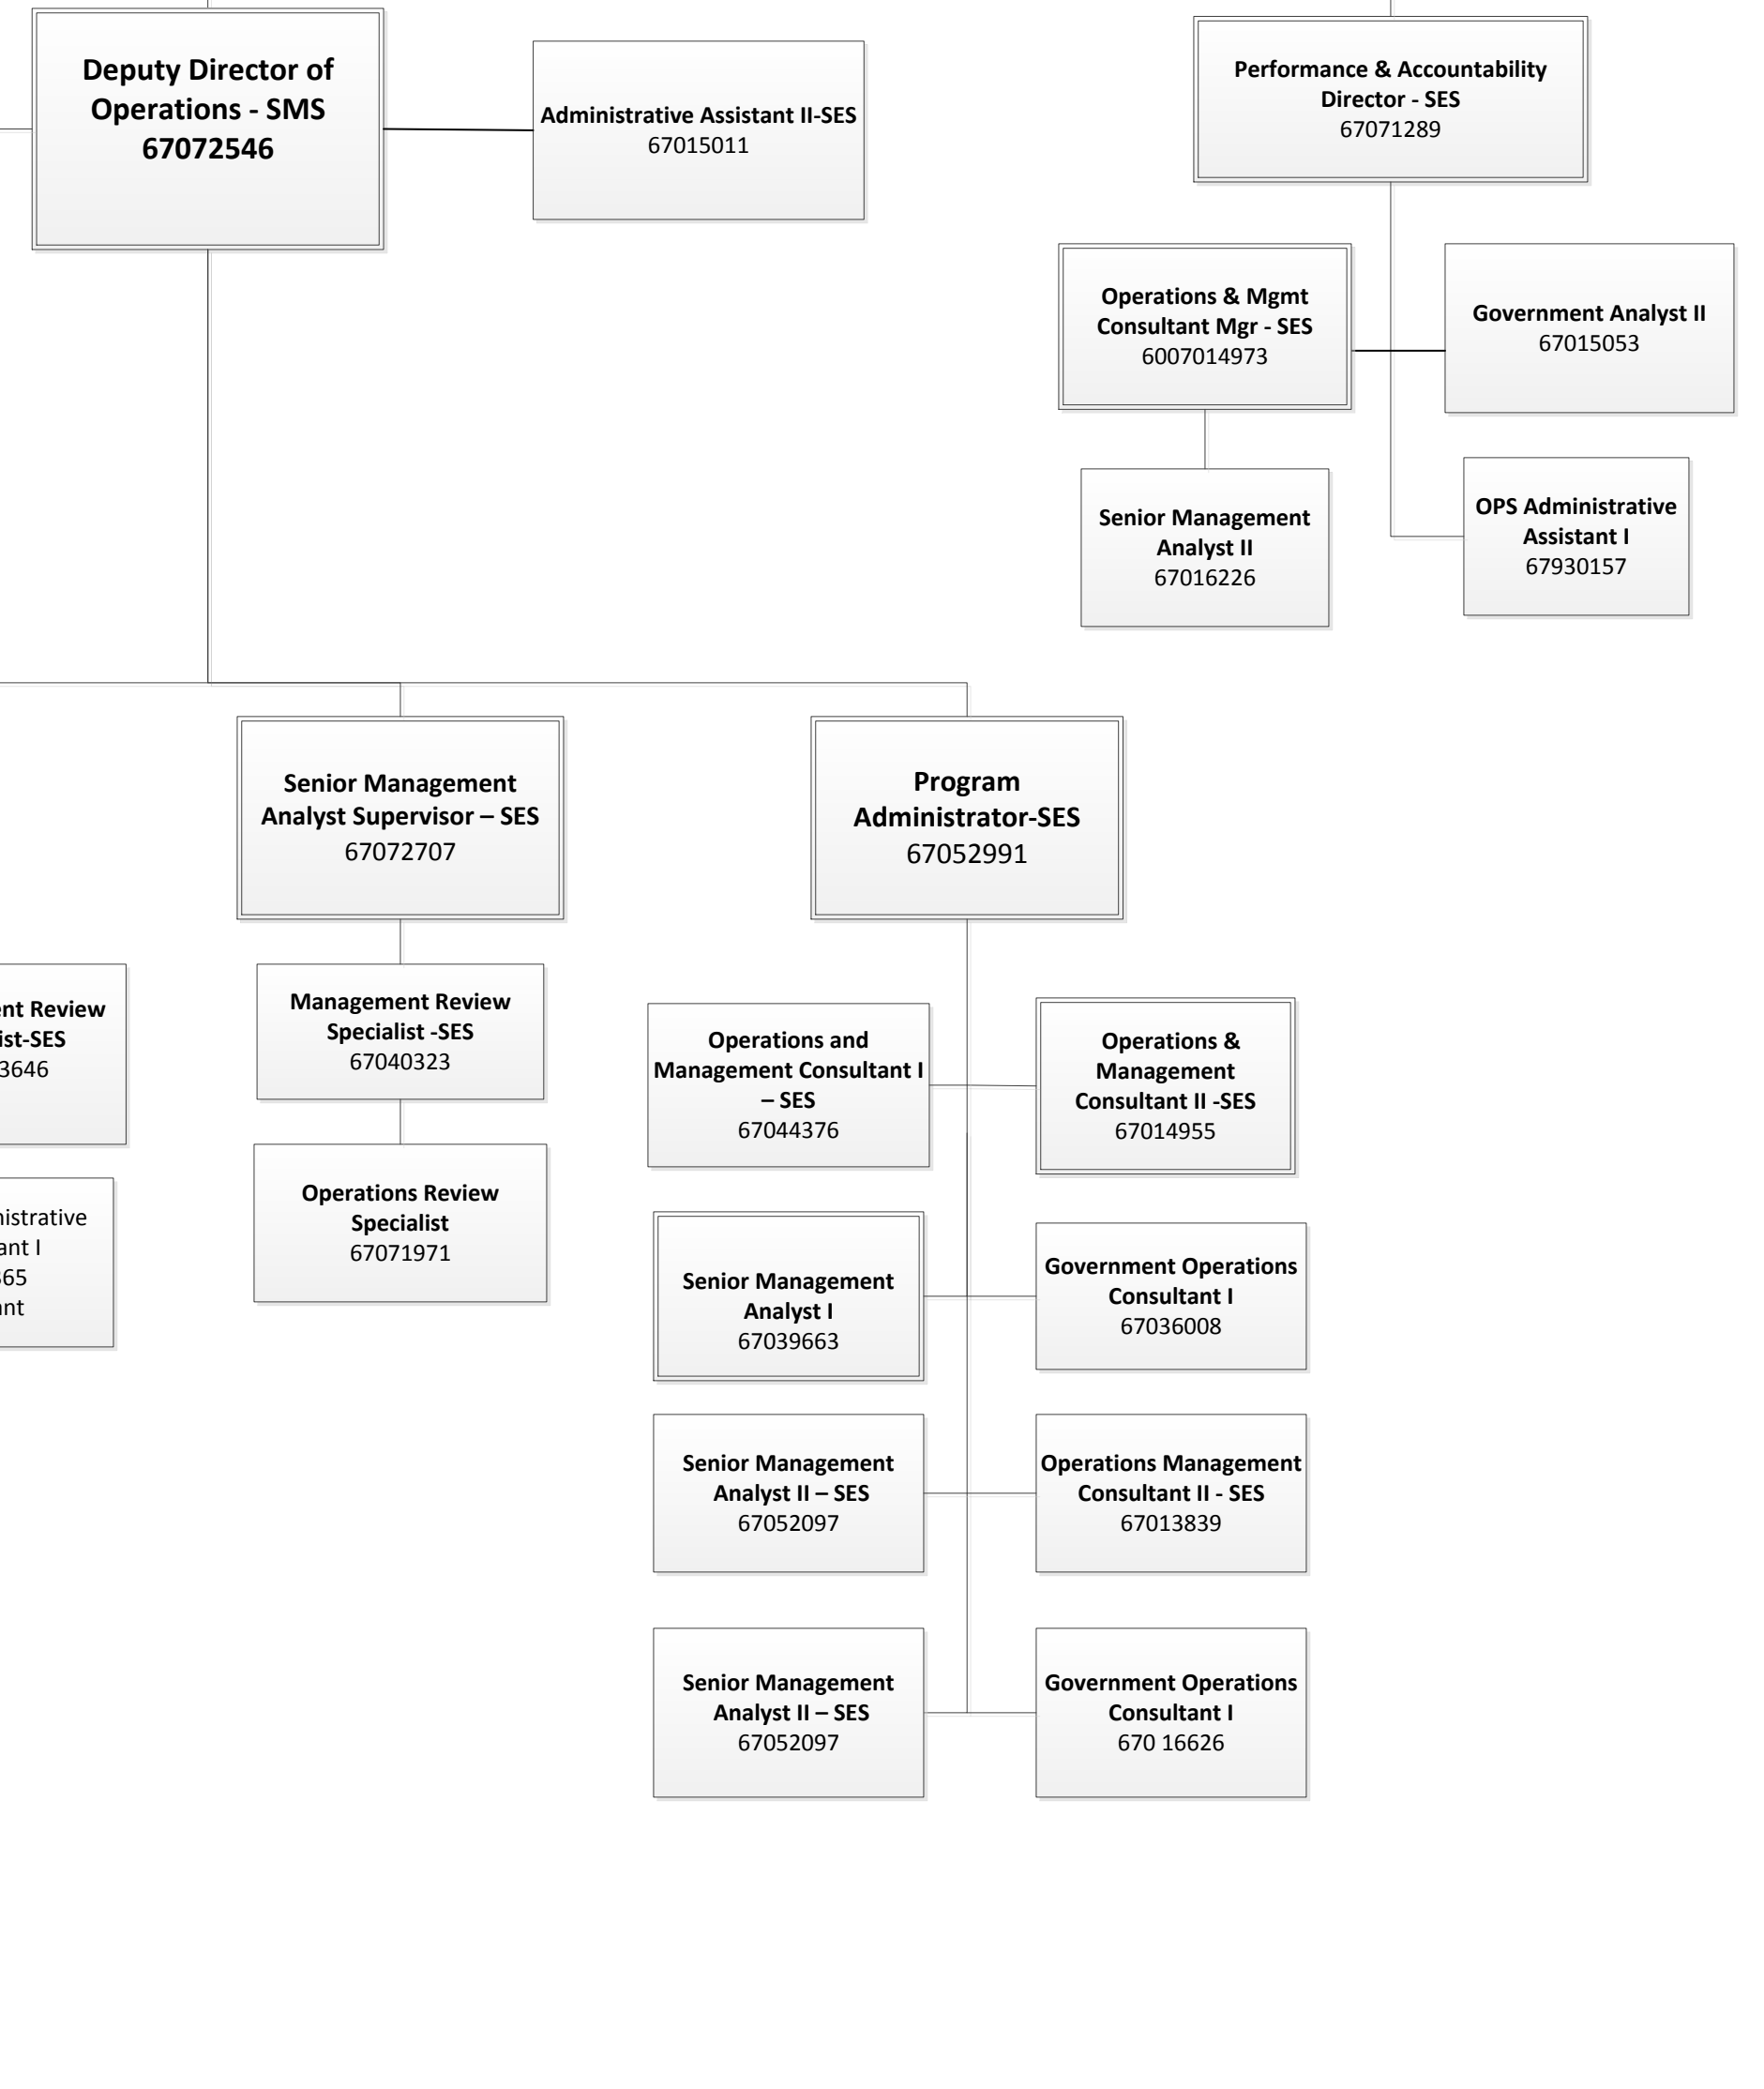 Deputy Director of
Operations - SMS
67072546
Administrative Assistant II-SES
67015011
Performance & Accountability
Director - SES
67071289
Operations & Mgmt
Consultant Mgr - SES
6007014973
Government Analyst II
67015053
Senior Management
Analyst II
67016226
OPS Administrative
Assistant I
67930157
Senior Management
Analyst Supervisor – SES
67072707
Program
Administrator-SES
67052991
Review
3646
Management Review
Specialist -SES
67040323
Operations and
Management Consultant I
– SES
67044376
Operations &
Management
Consultant II -SES
67014955
I
65
Operations Review
Specialist
67071971
Senior Management
Analyst I
67039663
Government Operations
Consultant I
67036008
Senior Management
Analyst II – SES
67052097
Operations Management
Consultant II - SES
67013839
Senior Management
Analyst II – SES
67052097
Government Operations
Consultant I
670 16626